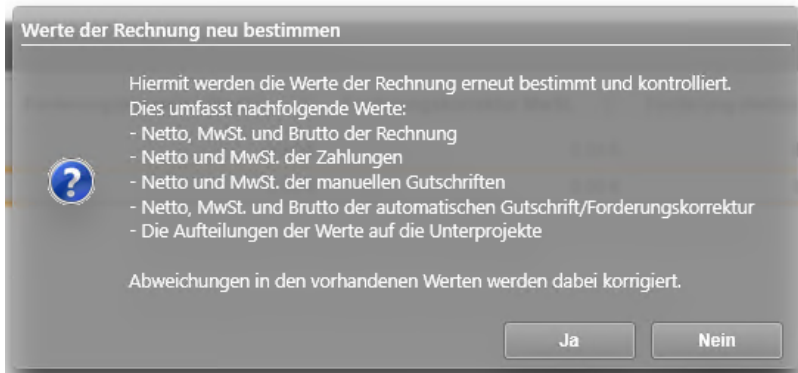 Werte der Rechnung neu bestimmen
Hiermit werden die Werte der Rechnung erneut bestimmt und kontrolliert.
Dies umfasst nachfolgende Werte:
- Netto, MwSt. und Brutto der Rechnung
- Netto und MwSt. der Zahlungen
- Netto und MwSt. der manuellen Gutschriften
- Netto, MwSt. und Brutto der automatischen Gutschrift/Forderungskorrektur
- Die Aufteilungen der Werte auf die Unterprojekte
Abweichungen in den vorhandenen Werten werden dabei korrigiert.
Ja Nein